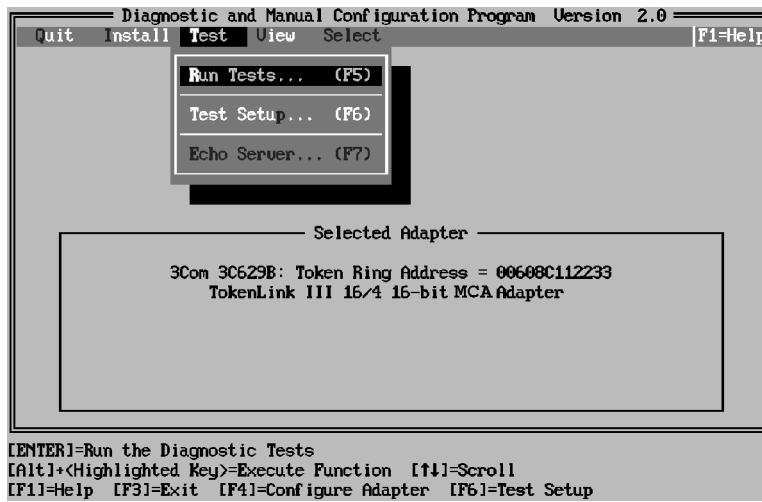 Diagnostic and Manual Configuration Program Version 2.0
Quit Install Test View Select F1=Help
Run Tests... (F5)
Test Setup... (F6)
Echo Server... (F7)
Selected Adapter
3Com 3C629B: Token Ring Address = 00608C112233
TokenLink III 16/4 16-bit MCA Adapter
[ENTER]=Run the Diagnostic Tests
[Alt]+<Highlighted Key>=Execute Function [↑↓]=Scroll
[F1]=Help [F3]=Exit [F4]=Configure Adapter [F6]=Test Setup